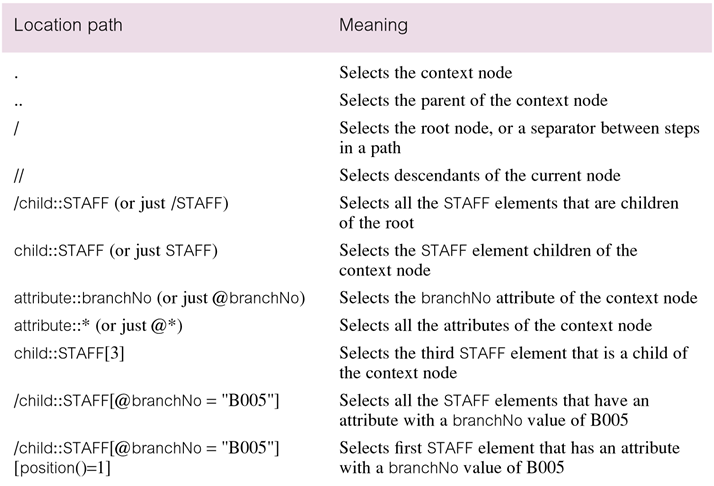 Location path Meaning
. Selects the context node
.. Selects the parent of the context node
/ Selects the root node, or a separator between steps
in a path
// Selects descendants of the current node
/child::STAFF (or just /STAFF) Selects all the STAFF elements that are children
of the root
child::STAFF (or just STAFF) Selects the STAFF element children of the
context node
attribute::branchNo (or just @branchNo) Selects the branchNo attribute of the context node
attribute::* (or just @*) Selects all the attributes of the context node
child::STAFF[3] Selects the third STAFF element that is a child of
the context node
/child::STAFF[@branchNo = "B005"] Selects all the STAFF elements that have an
attribute with a branchNo value of B005
/child::STAFF[@branchNo = "B005"] Selects first STAFF element that has an attribute
[position()=1] with a branchNo value of B005